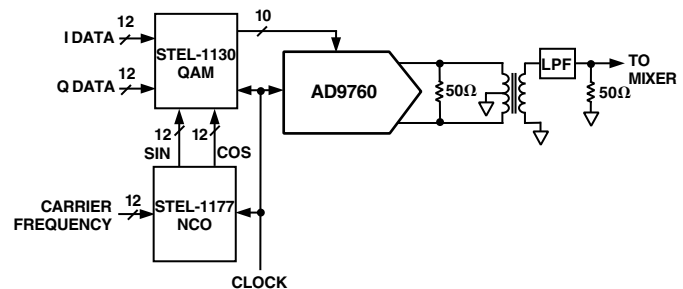 12
10
I DATA
STEL-1130
QAM
12
Q DATA
AD9760
50Ω
LPF
TO
MIXER
50Ω
12
12
SIN
COS
CARRIER
FREQUENCY
12
STEL-1177
NCO
CLOCK